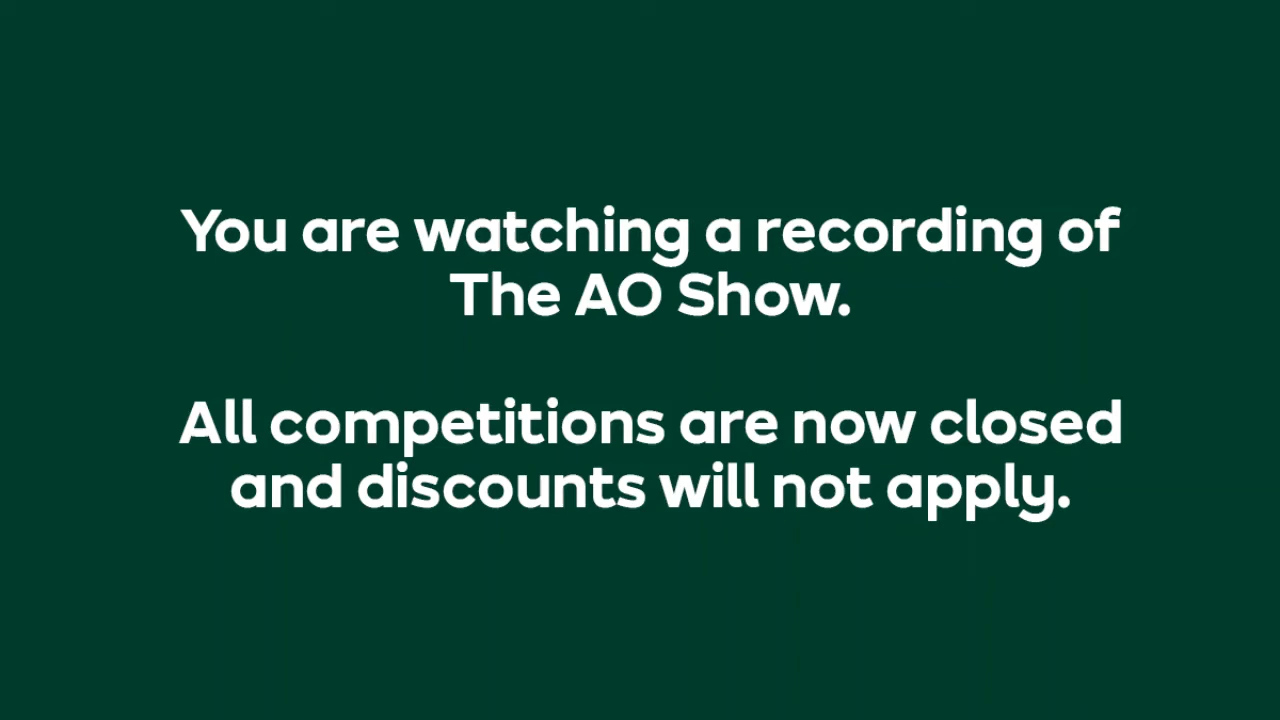 You are watching a recording of
The AO Show.
All competitions are now closed
and discounts will not apply.